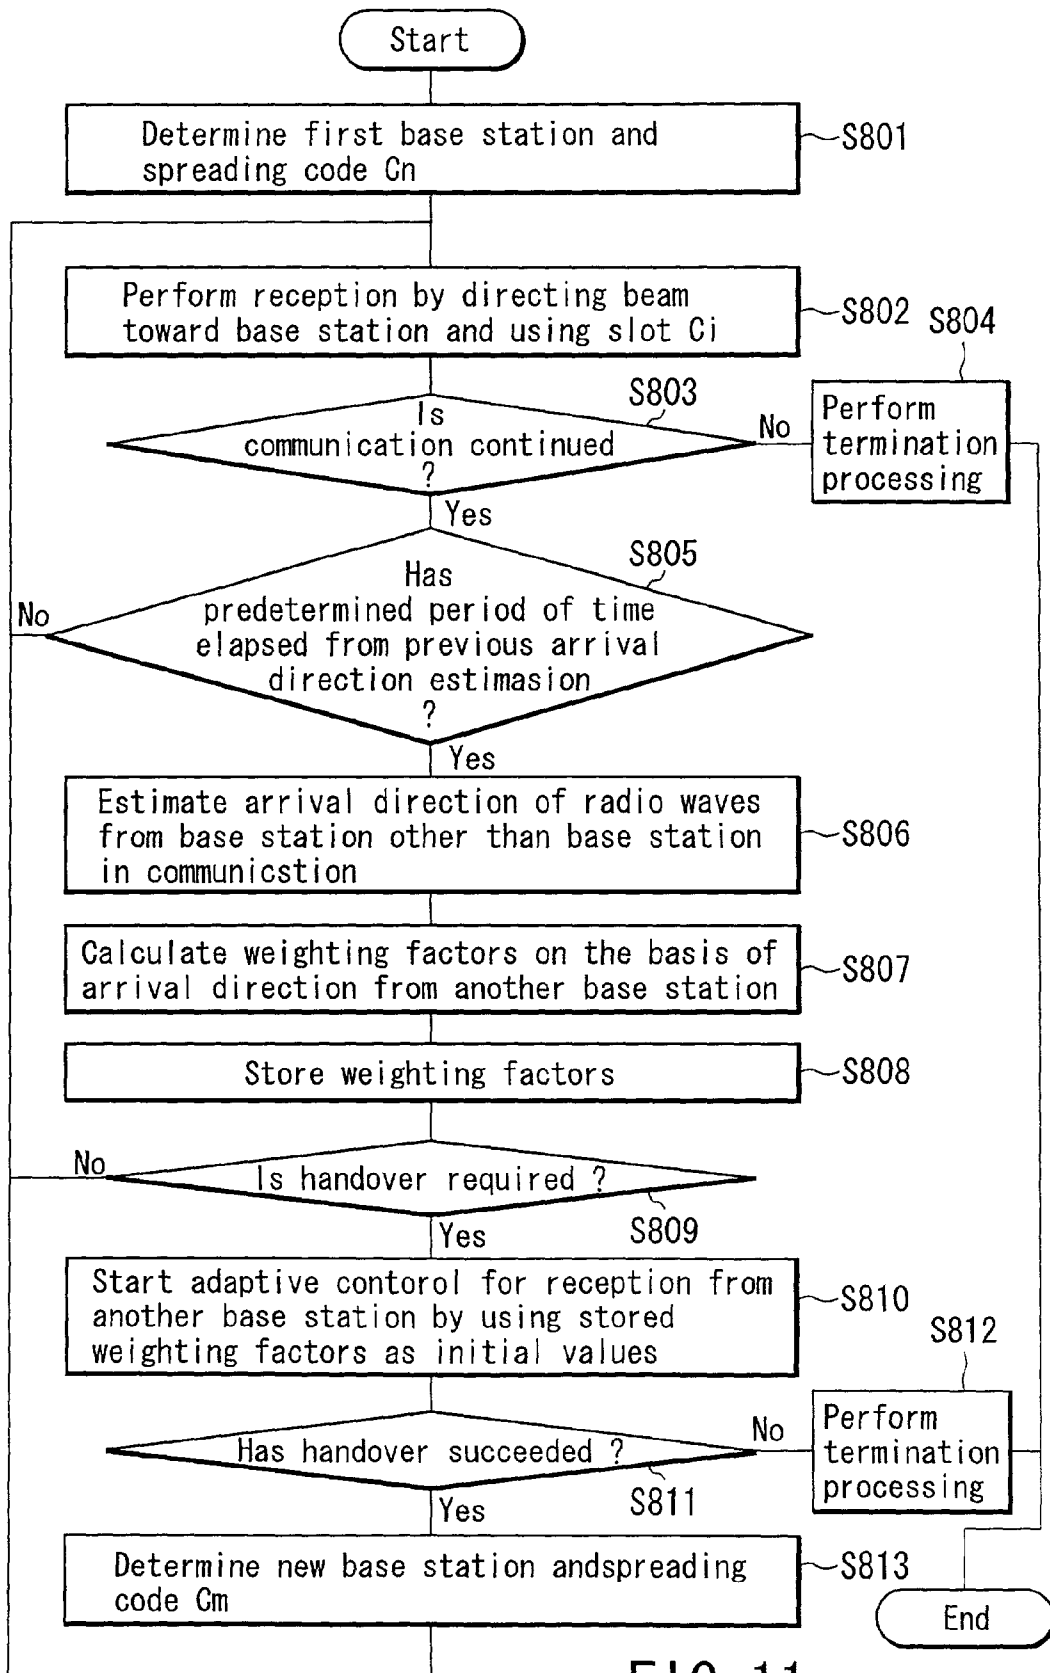 Start
Determine first base station and
spreading code Cn
S801
Perform reception by directing beam
toward base station and using slot Ci
S802
S804
S803
Is
communication continued
?
No
Perform
termination
processing
Yes
S805
Has
predetermined period of time
elapsed from previous arrival
direction estimasion
?
No
Yes
Estimate arrival direction of radio waves
from base station other than base station
in communicstion
S806
Calculate weighting factors on the basis of
arrival direction from another base station
S807
Store weighting factors
S808
No
Is handover required ?
S809
Yes
Start adaptive contorol for reception from
another base station by using stored
weighting factors as initial values
S810
S812
Has handover succeeded ?
No
Perform
termination
processing
S811
Yes
Determine new base station andspreading
code Cm
S813
End